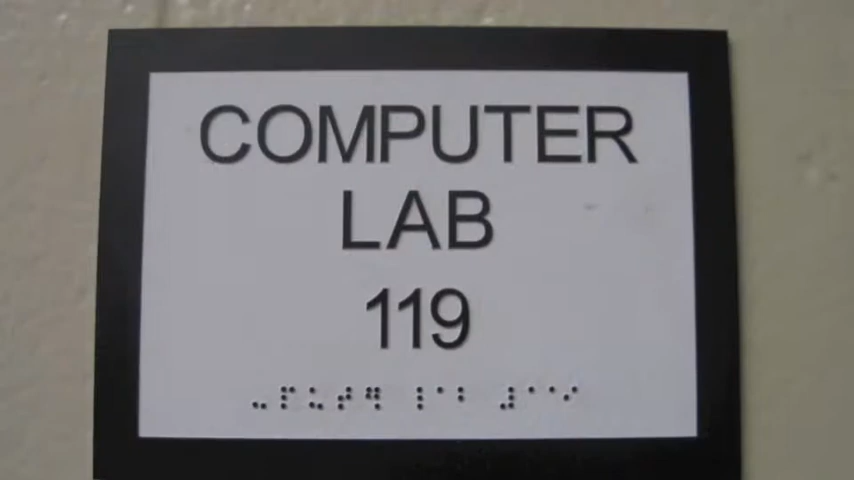 COMPUTER
LAB
119
⠤⠏⠥⠞⠻ ⠇⠁⠃ ⠼⠁⠁⠊